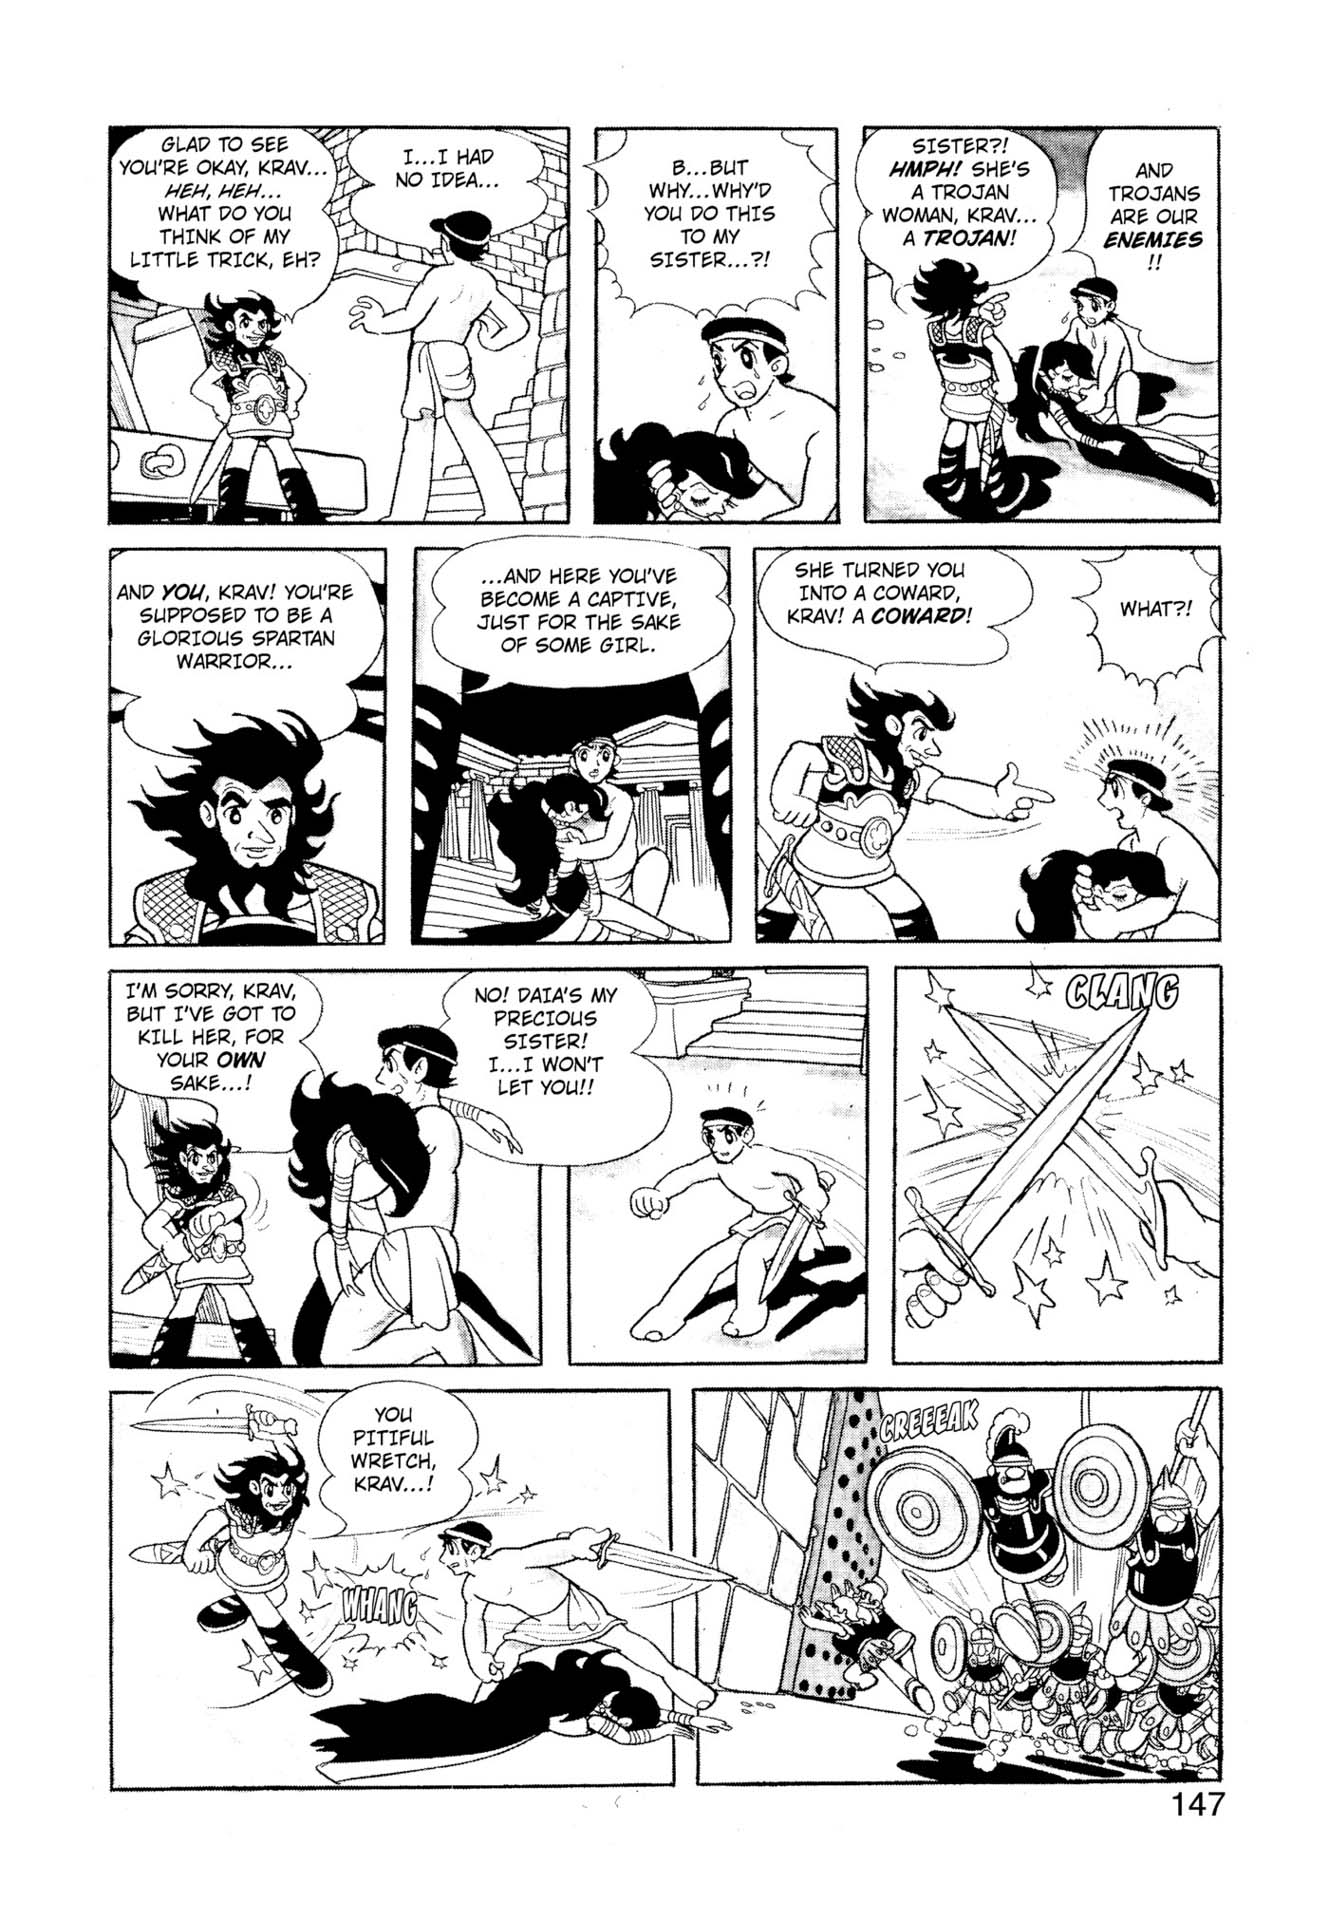 GLAD TO SEE
YOU'RE OKAY, KRAV...
HEH, HEH...
WHAT DO YOU
THINK OF MY
LITTLE TRICK, EH?
I...I HAD
NO IDEA...
B...BUT
WHY...WHY'D
YOU DO THIS
TO MY
SISTER...?!
SISTER?!
HMPH! SHE'S
A TROJAN
WOMAN, KRAV...
A TROJAN!
AND
TROJANS
ARE OUR
ENEMIES
!!
AND YOU, KRAV! YOU'RE
SUPPOSED TO BE A
GLORIOUS SPARTAN
WARRIOR...
...AND HERE YOU'VE
BECOME A CAPTIVE,
JUST FOR THE SAKE
OF SOME GIRL.
SHE TURNED YOU
INTO A COWARD,
KRAV! A COWARD!
WHAT?!
I'M SORRY, KRAV,
BUT I'VE GOT TO
KILL HER, FOR
YOUR OWN
SAKE...!
NO! DAIA'S MY
PRECIOUS
SISTER!
I...I WON'T
LET YOU!!
CLANG
YOU
PITIFUL
WRETCH,
KRAV...!
WHANG
CREEEAK
147